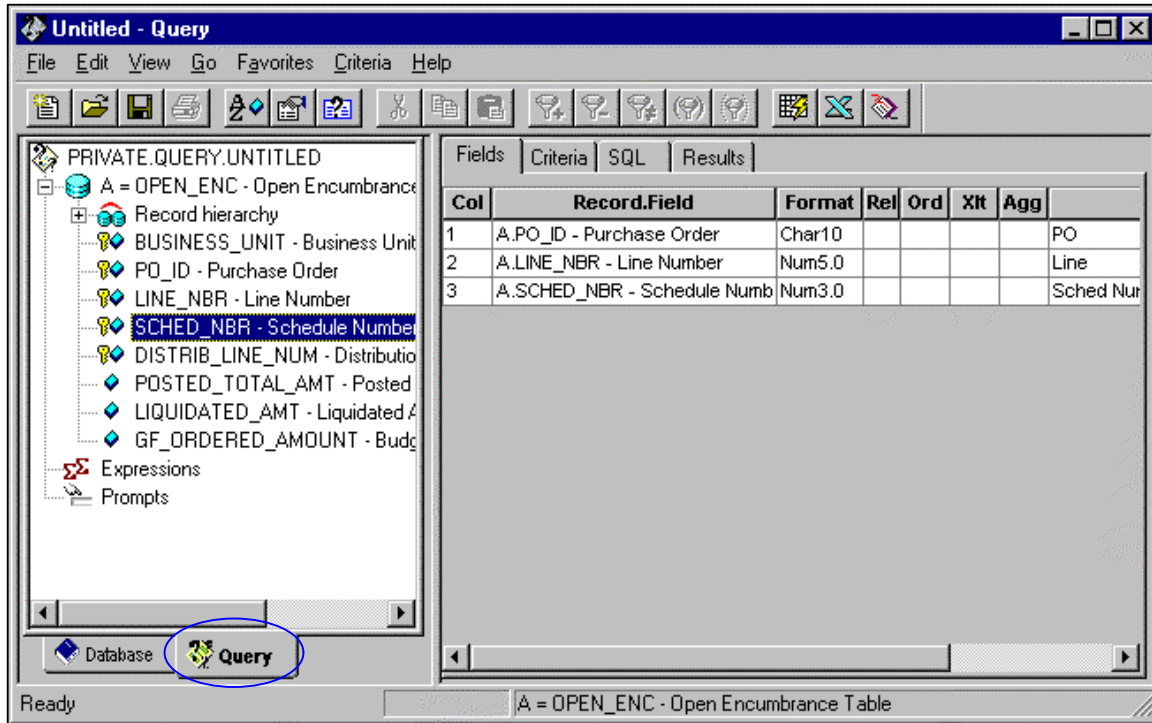 Untitled - Query
File Edit View Go Favorites Criteria Help
PRIVATE.QUERY.UNTITLED
A = OPEN_ENC - Open Encumbrance
Record hierarchy
BUSINESS_UNIT - Business Unit
PO_ID - Purchase Order
LINE_NBR - Line Number
SCHED_NBR - Schedule Number
DISTRIB_LINE_NUM - Distributio
POSTED_TOTAL_AMT - Posted
LIQUIDATED_AMT - Liquidated A
GF_ORDERED_AMOUNT - Budg
Expressions
Prompts
Database Query
Fields Criteria SQL Results
Col Record.Field Format Rel Ord Xlt Agg
1 A.PO_ID - Purchase Order Char10 PO
2 A.LINE_NBR - Line Number Num5.0 Line
3 A.SCHED_NBR - Schedule Numb Num3.0 Sched Nur
Ready A = OPEN_ENC - Open Encumbrance Table